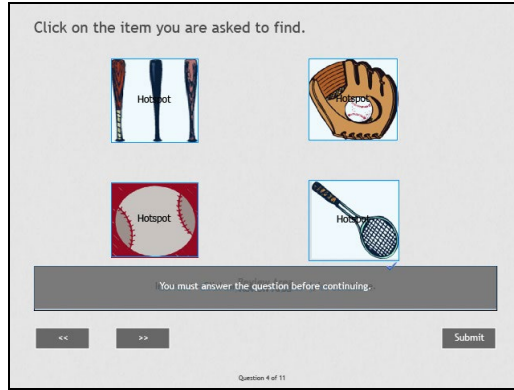 Click on the item you are asked to find.
Hotspot
Hotspot
Hotspot
Hotspot
You must answer the question before continuing.
<<
>>
Submit
Question 4 of 11